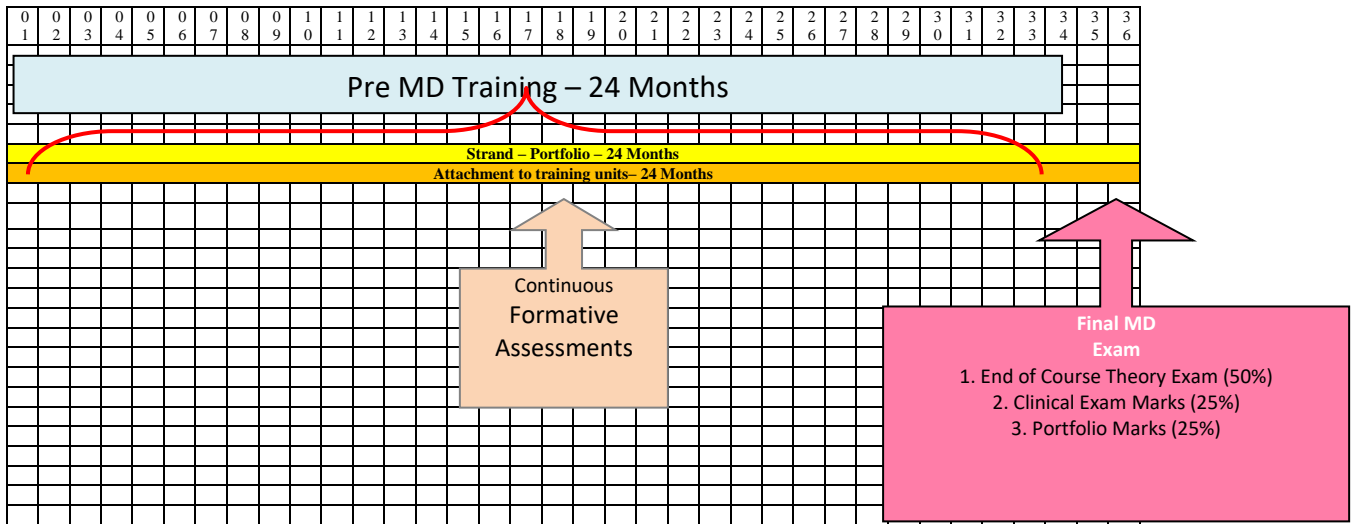 01 02 03 04 05 06 07 08 09 10 11 12 13 14 15 16 17 18 19 20 21 22 23 24 25 26 27 28 29 30 31 32 33 34 35 36
Pre MD Training – 24 Months
Strand – Portfolio – 24 Months
Attachment to training units– 24 Months
Continuous
Formative
Assessments
Final MD
Exam
1. End of Course Theory Exam (50%)
2. Clinical Exam Marks (25%)
3. Portfolio Marks (25%)